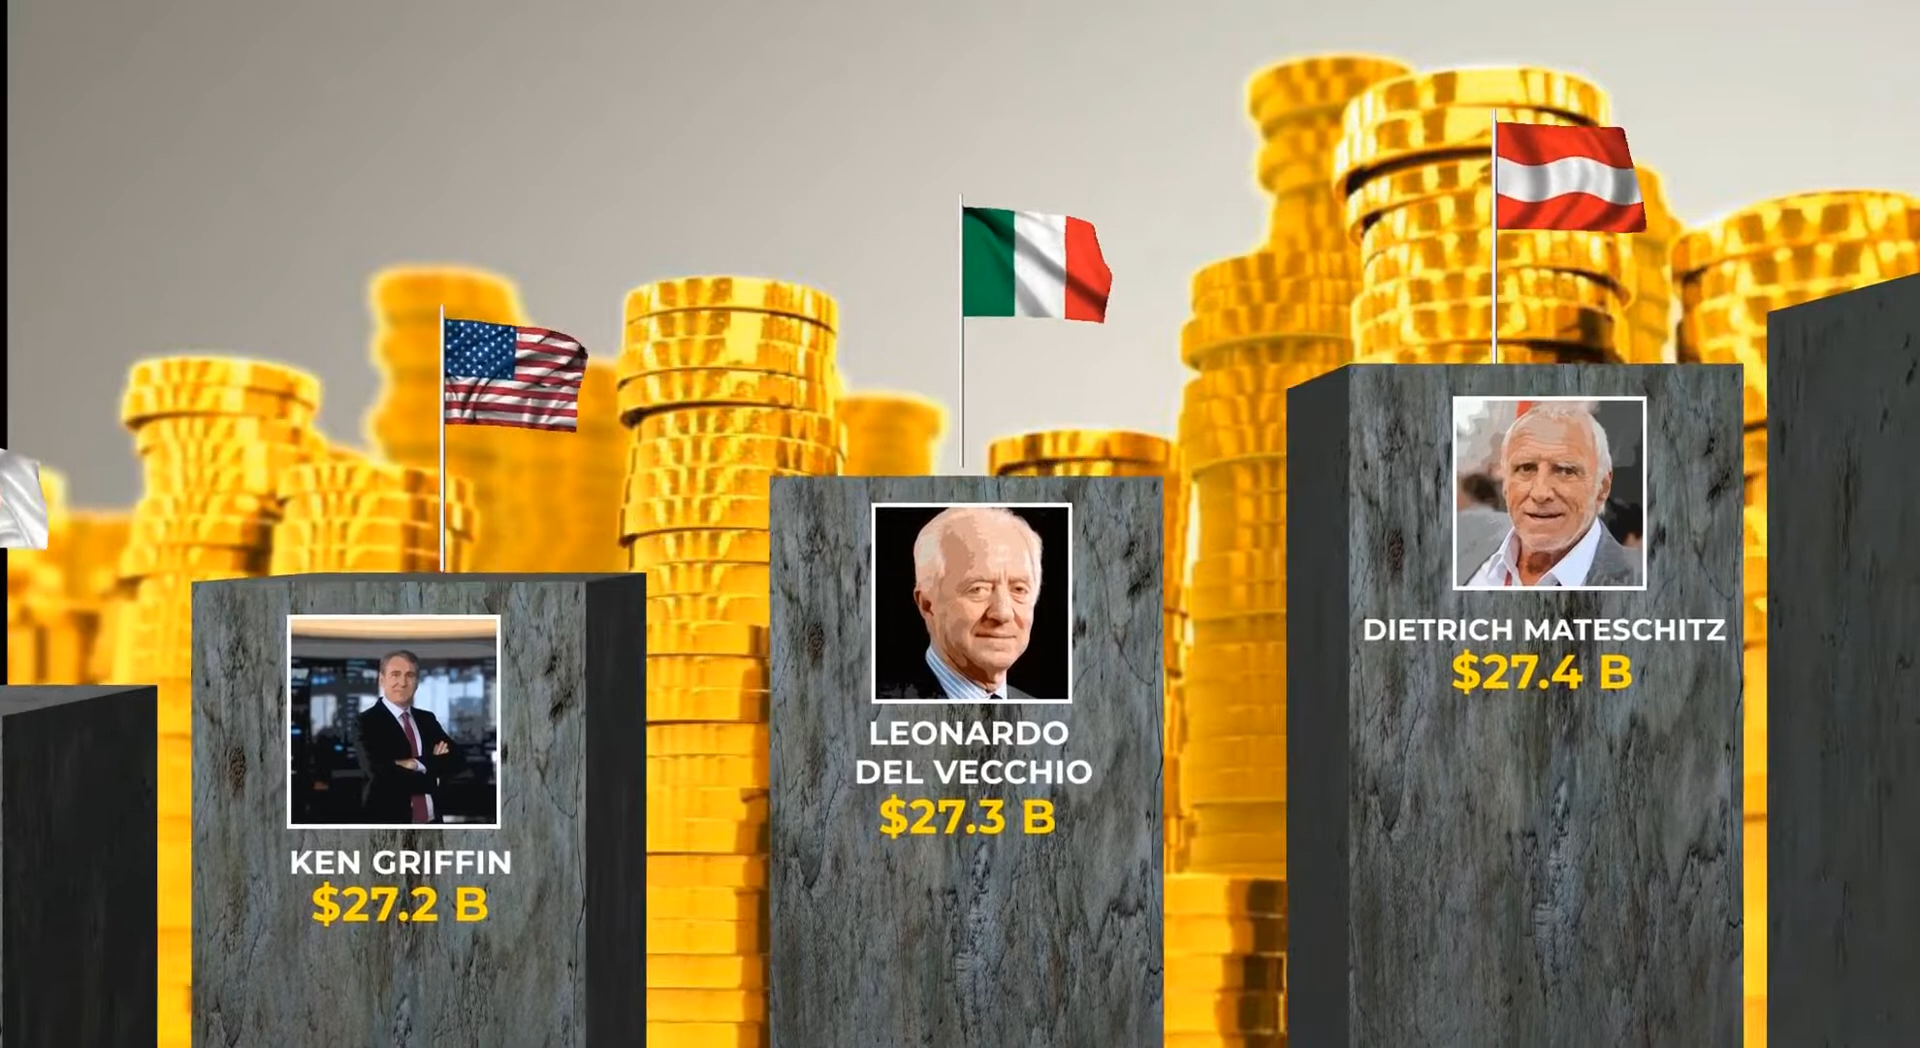 KEN GRIFFIN
$27.2 B
LEONARDO
DEL VECCHIO
$27.3 B
DIETRICH MATESCHITZ
$27.4 B